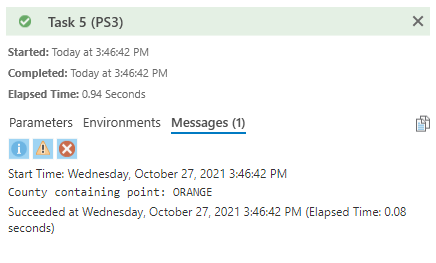 Task 5 (PS3)
Started: Today at 3:46:42 PM
Completed: Today at 3:46:42 PM
Elapsed Time: 0.94 Seconds
Parameters Environments Messages (1)
Start Time: Wednesday, October 27, 2021 3:46:42 PM
County containing point: ORANGE
Succeeded at Wednesday, October 27, 2021 3:46:42 PM (Elapsed Time: 0.08
seconds)